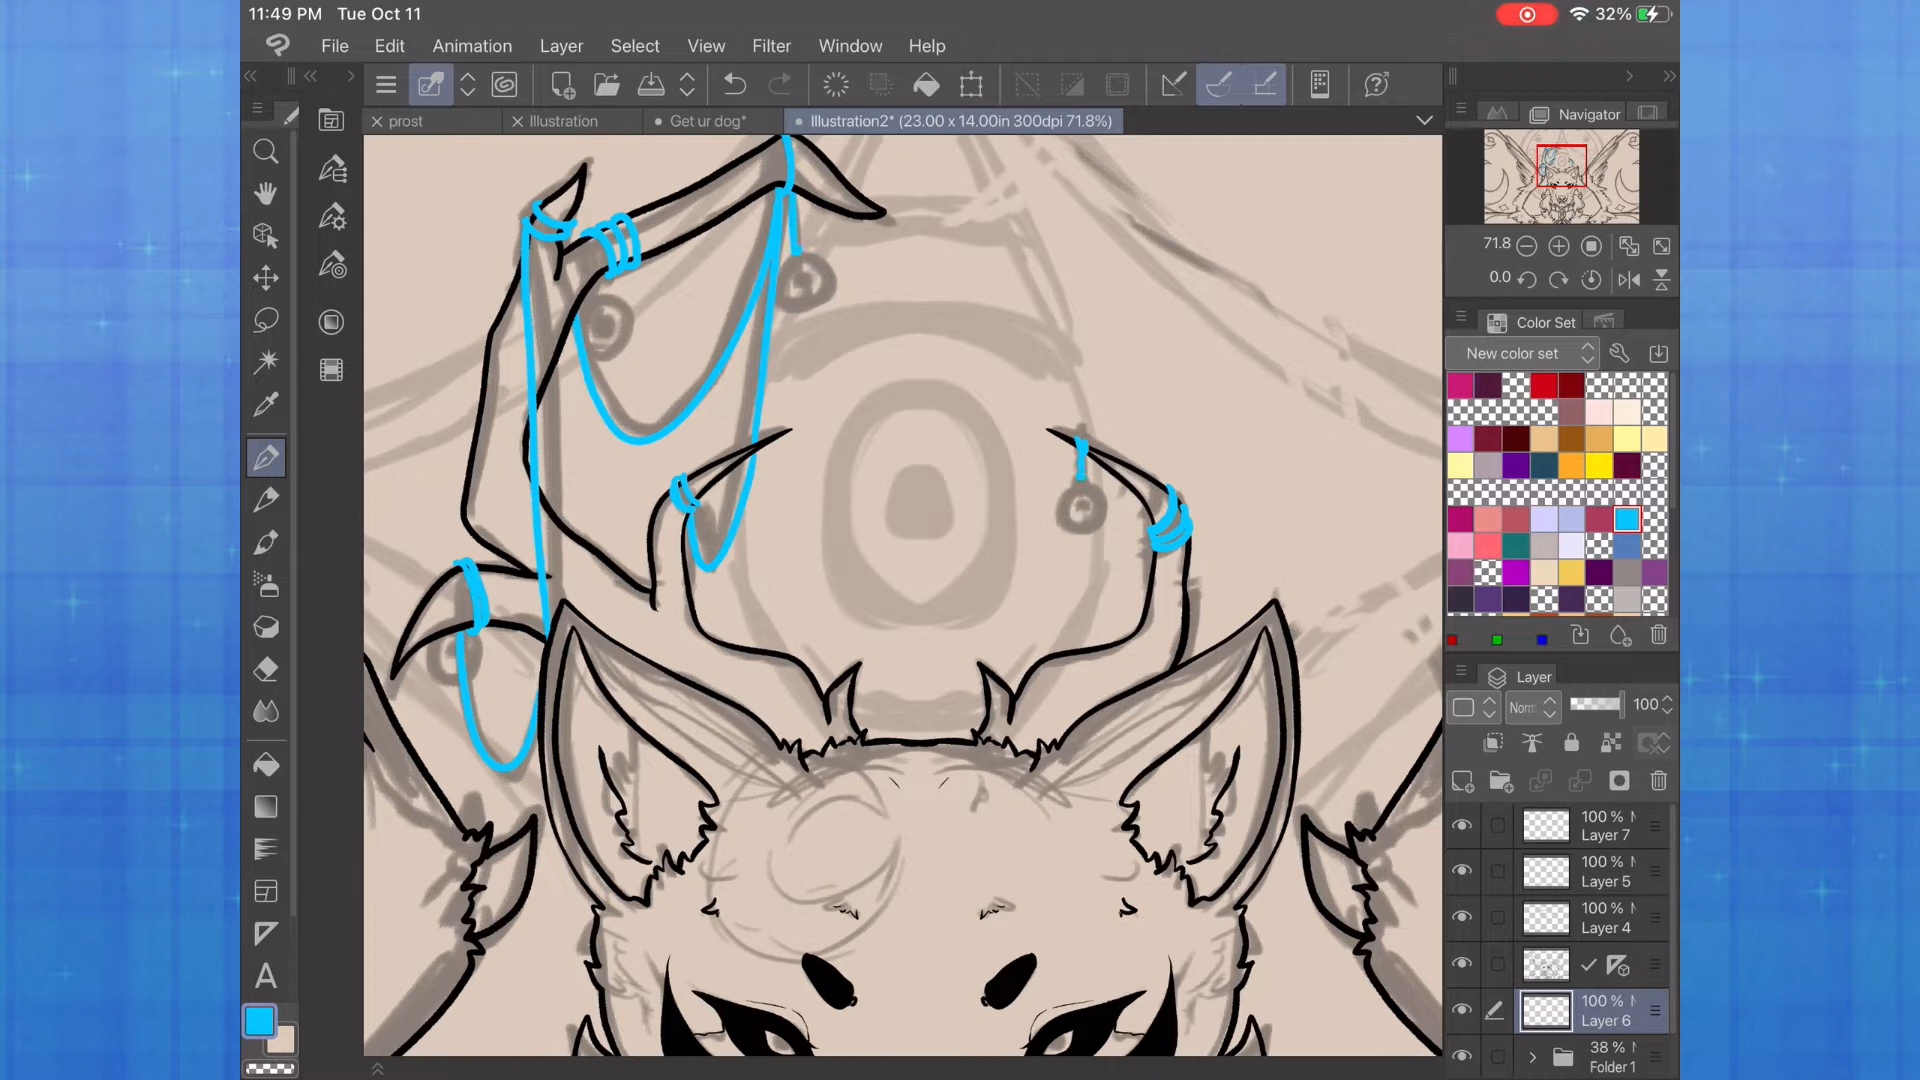 11:49 PM Tue Oct 11
32%
File Edit Animation Layer Select View Filter Window Help
prost
Illustration
Get ur dog*
Illustration2* (23.00 x 14.00in 300dpi 71.8%)
Navigator
71.8
0.0
Color Set
New color set
Layer
Norm
100
100 %
Layer 7
100 %
Layer 5
100 %
Layer 4
100 %
Layer 6
38 %
Folder 1